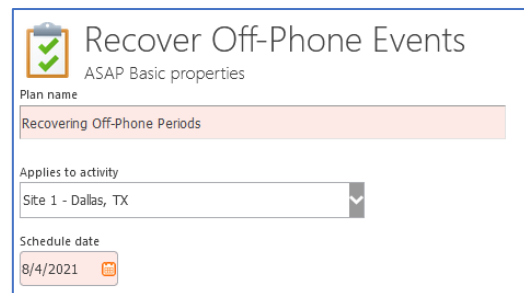 Recover Off-Phone Events
ASAP Basic properties
Plan name
Recovering Off-Phone Periods
Applies to activity
Site 1 - Dallas, TX
Schedule date
8/4/2021